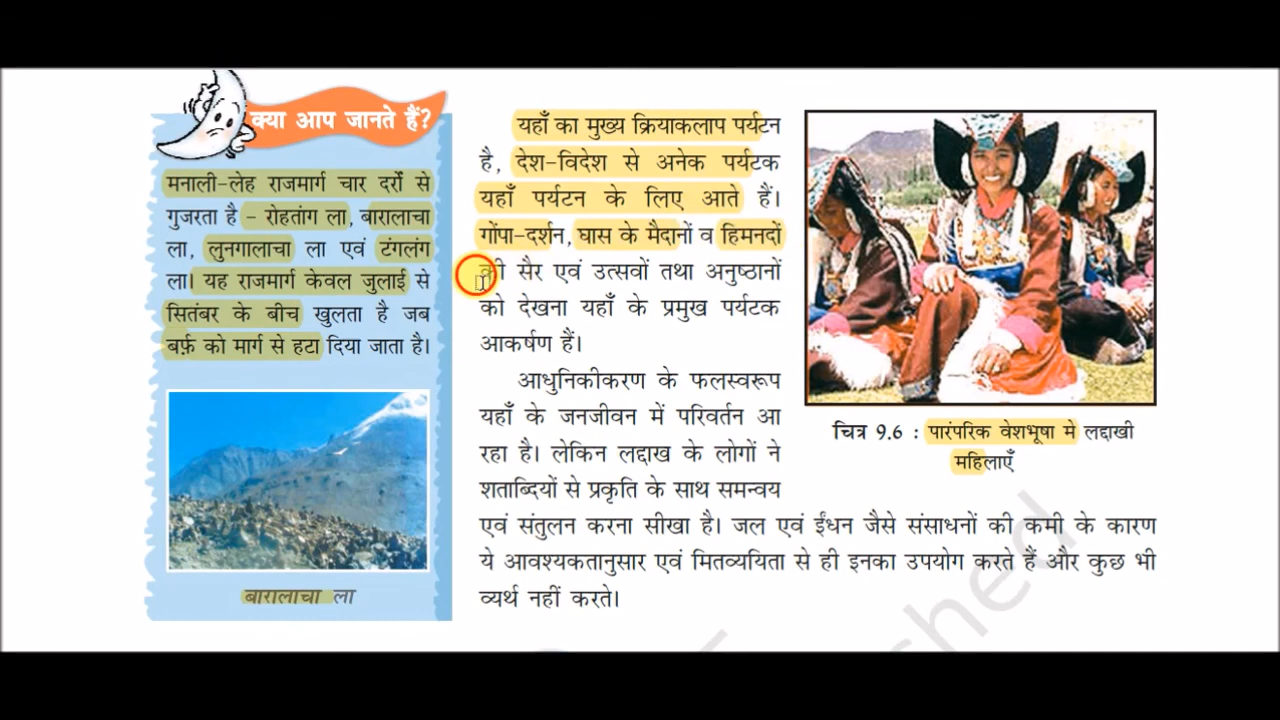 क्या आप जानते हैं?
मनाली-लेह राजमार्ग चार दर्रों से
गुजरता है - रोहतांग ला, बारालाचा
ला, लुनगालाचा ला एवं टंगलंग
ला। यह राजमार्ग केवल जुलाई से
सितंबर के बीच खुलता है जब
बर्फ़ को मार्ग से हटा दिया जाता है।
बारालाचा ला
यहाँ का मुख्य क्रियाकलाप पर्यटन
है, देश-विदेश से अनेक पर्यटक
यहाँ पर्यटन के लिए आते हैं।
गोंपा-दर्शन, घास के मैदानों व हिमनदों
की सैर एवं उत्सवों तथा अनुष्ठानों
को देखना यहाँ के प्रमुख पर्यटक
आकर्षण हैं।
आधुनिकीकरण के फलस्वरूप
यहाँ के जनजीवन में परिवर्तन आ
रहा है। लेकिन लद्दाख के लोगों ने
शताब्दियों से प्रकृति के साथ समन्वय
एवं संतुलन करना सीखा है। जल एवं ईंधन जैसे संसाधनों की कमी के कारण
ये आवश्यकतानुसार एवं मितव्ययिता से ही इनका उपयोग करते हैं और कुछ भी
व्यर्थ नहीं करते।
चित्र 9.6 : पारंपरिक वेशभूषा मे लद्दाखी
महिलाएँ